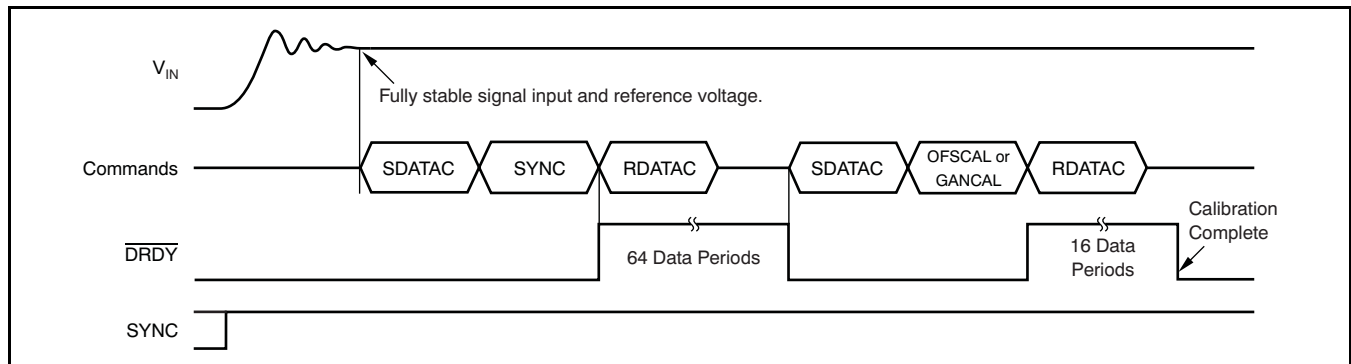 V_IN
Fully stable signal input and reference voltage.
Commands
SDATAC
SYNC
RDATAC
SDATAC
OFSCAL or
GANCAL
RDATAC
Calibration
Complete
DRDY
64 Data Periods
16 Data
Periods
SYNC